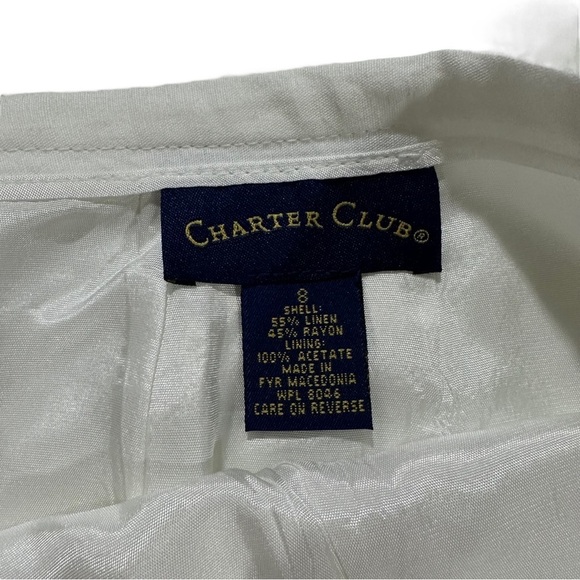 CHARTER CLUB®
8
SHELL:
55% LINEN
45% RAYON
LINING:
100% ACETATE
MADE IN
FYR MACEDONIA
WPL 8046
CARE ON REVERSE